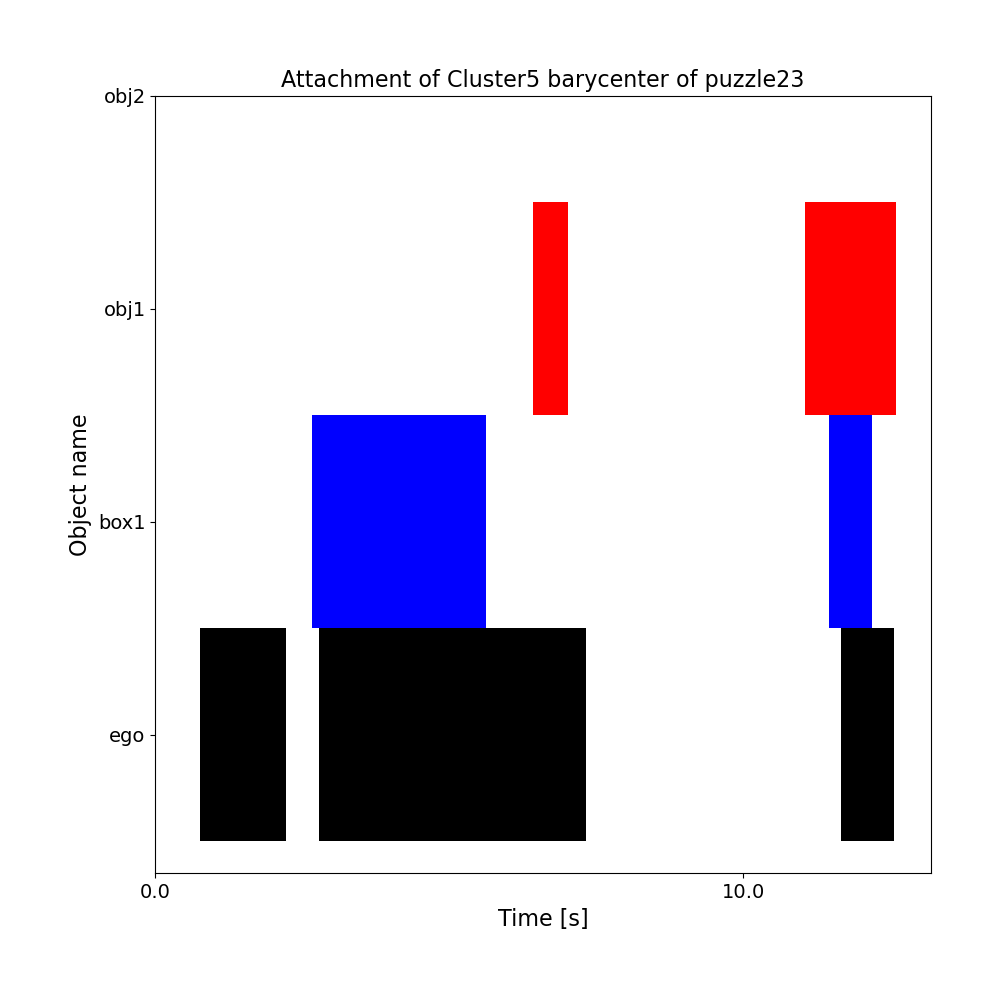 Attachment of Cluster5 barycenter of puzzle23
obj2
obj1
box1
ego
Object name
0.0
10.0
Time [s]